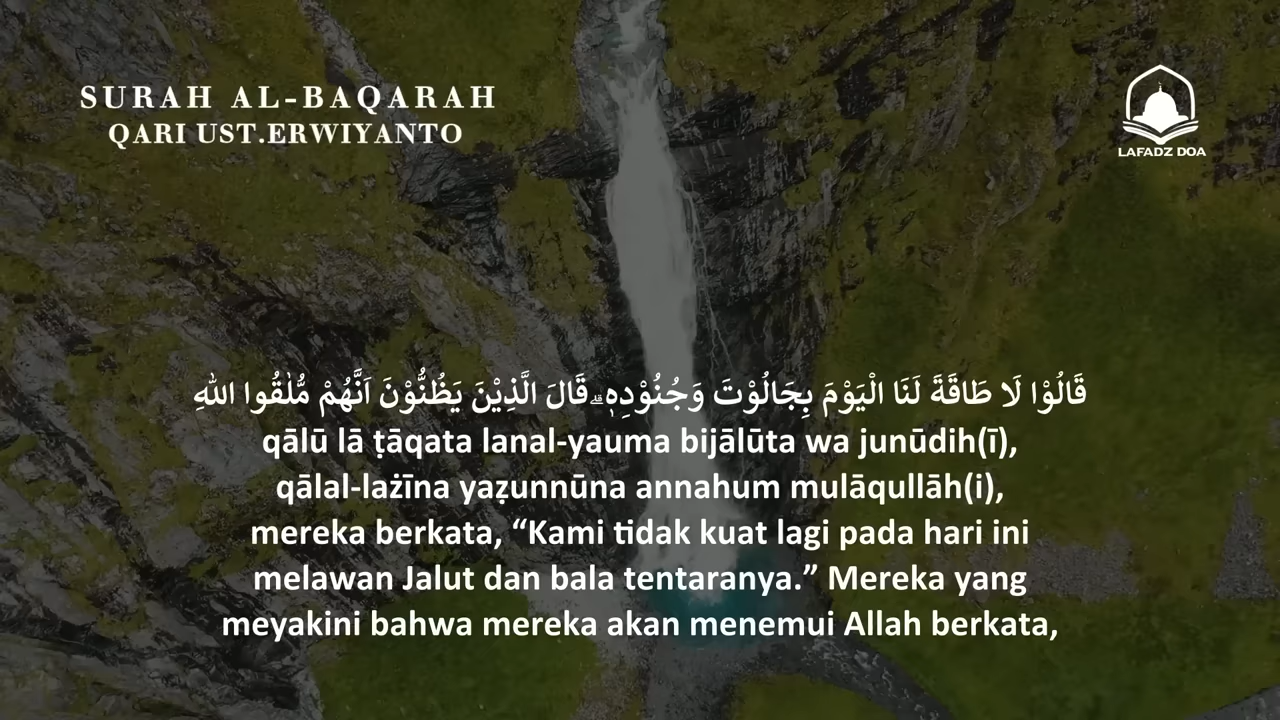 SURAH AL-BAQARAH
QARI UST.ERWIYANTO
LAFADZ DOA
قَالُوْا لَا طَاقَةَ لَنَا الْيَوْمَ بِجَالُوْتَ وَجُنُوْدِهٖۗ قَالَ الَّذِيْنَ يَظُنُّوْنَ اَنَّهُمْ مُّلٰقُوا اللّٰهِ
qālū lā ṭāqata lanal-yauma bijālūta wa junūdih(ī),
qālal-lażīna yaẓunnūna annahum mulāqullāh(i),
mereka berkata, “Kami tidak kuat lagi pada hari ini
melawan Jalut dan bala tentaranya.” Mereka yang
meyakini bahwa mereka akan menemui Allah berkata,